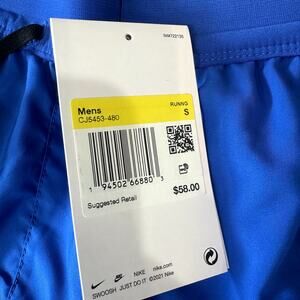 Mens
RUNNG
CJ5453-480
S
1 94502 66880 3
Suggested Retail
$58.00
NIKE
nike.com
SWOOSH JUST DO IT
©2021 Nike